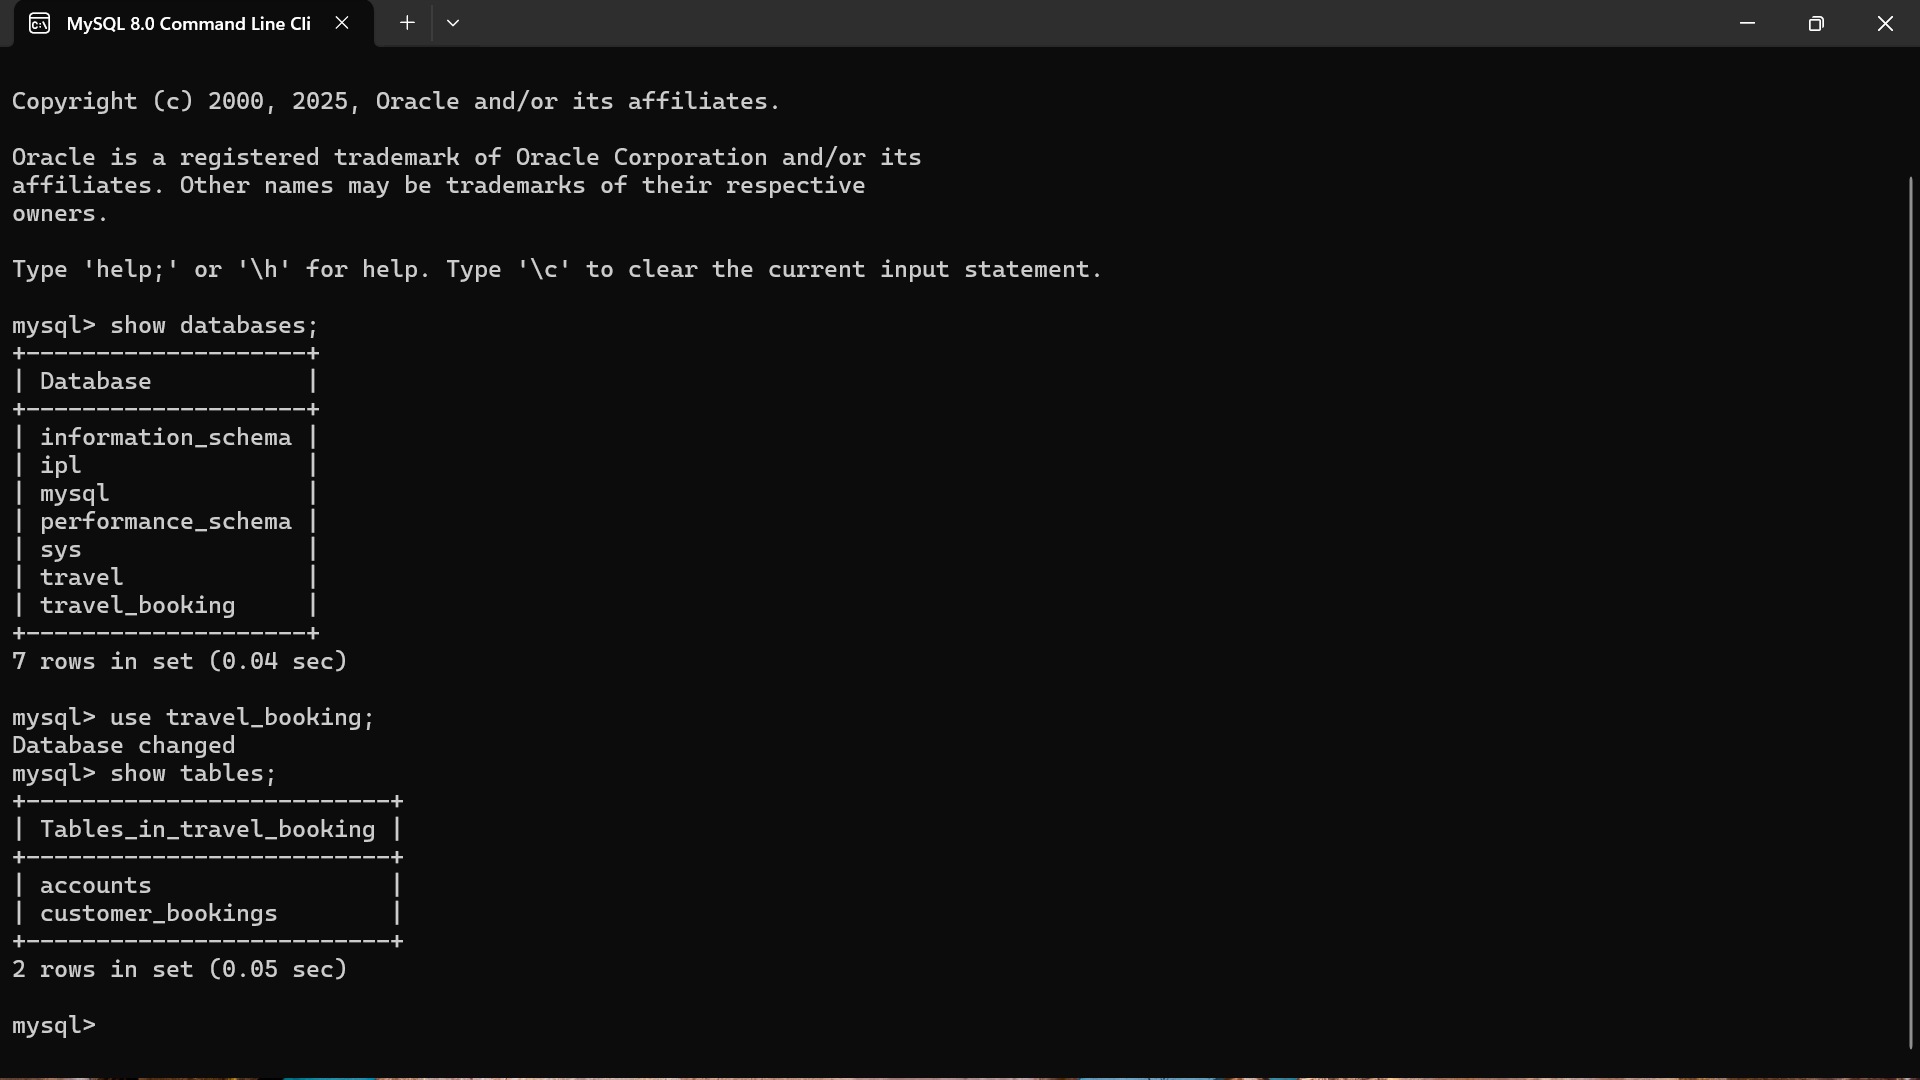 MySQL 8.0 Command Line Cli
Copyright (c) 2000, 2025, Oracle and/or its affiliates.
Oracle is a registered trademark of Oracle Corporation and/or its
affiliates. Other names may be trademarks of their respective
owners.
Type 'help;' or '\h' for help. Type '\c' to clear the current input statement.
mysql> show databases;
+--------------------+
| Database           |
+--------------------+
| information_schema |
| ipl                |
| mysql              |
| performance_schema |
| sys                |
| travel             |
| travel_booking     |
+--------------------+
7 rows in set (0.04 sec)
mysql> use travel_booking;
Database changed
mysql> show tables;
+--------------------------+
| Tables_in_travel_booking |
+--------------------------+
| accounts                 |
| customer_bookings        |
+--------------------------+
2 rows in set (0.05 sec)
mysql>